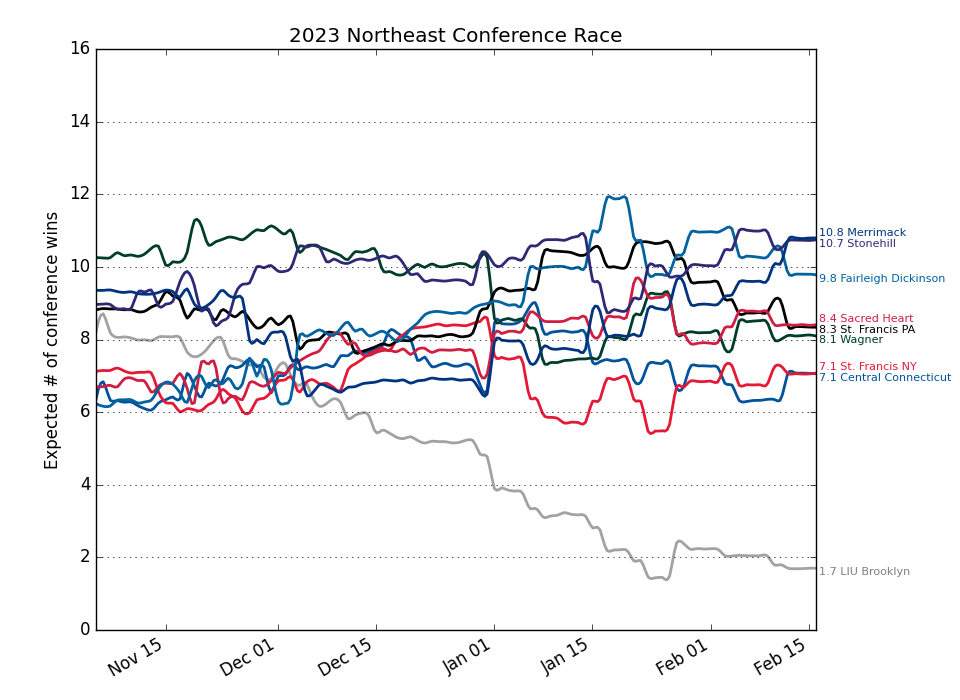 2023 Northeast Conference Race
Expected # of conference wins
16
14
12
10
8
6
4
2
0
10.8 Merrimack
10.7 Stonehill
9.8 Fairleigh Dickinson
8.4 Sacred Heart
8.3 St. Francis PA
8.1 Wagner
7.1 St. Francis NY
6.9 Central Connecticut
1.7 LIU Brooklyn
Nov 15
Dec 01
Dec 15
Jan 01
Jan 15
Feb 01
Feb 15